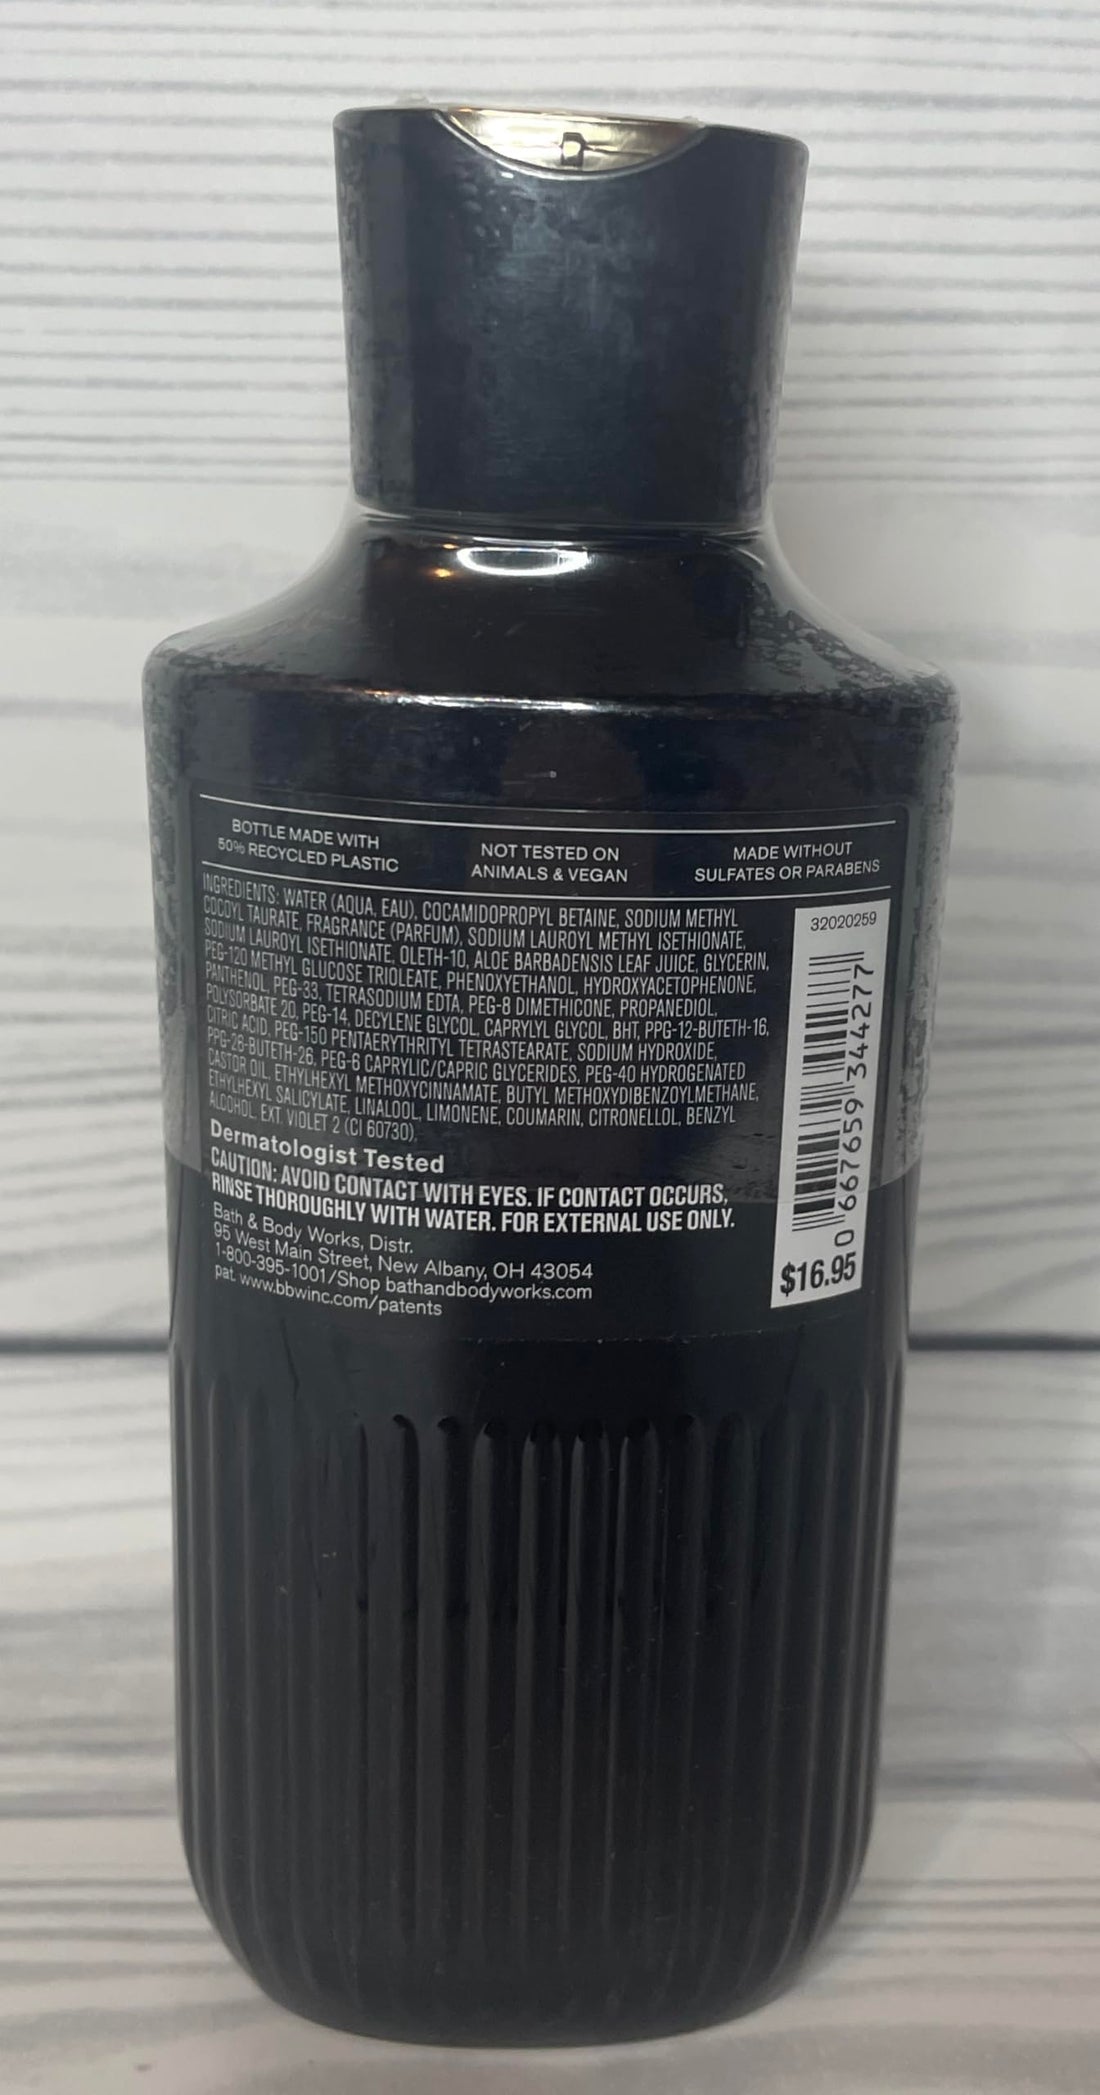 BOTTLE MADE WITH
50% RECYCLED PLASTIC
NOT TESTED ON
ANIMALS & VEGAN
MADE WITHOUT
SULFATES OR PARABENS
INGREDIENTS: WATER (AQUA, EAU), COCAMIDOPROPYL BETAINE, SODIUM METHYL
COCOYL TAURATE, FRAGRANCE (PARFUM), SODIUM LAUROYL METHYL ISETHIONATE,
SODIUM LAUROYL ISETHIONATE, OLETH-10, ALOE BARBADENSIS LEAF JUICE, GLYCERIN,
PEG-120 METHYL GLUCOSE TRIOLEATE, PHENOXYETHANOL, HYDROXYACETOPHENONE,
PANTHENOL, PEG-33, TETRASODIUM EDTA, PEG-8 DIMETHICONE, PROPANEDIOL,
POLYSORBATE 20, PEG-14, DECYLENE GLYCOL, CAPRYLYL GLYCOL, BHT, PPG-12-BUTETH-16,
CITRIC ACID, PEG-150 PENTAERYTHRITYL TETRASTEARATE, SODIUM HYDROXIDE,
PPG-26-BUTETH-26, PEG-6 CAPRYLIC/CAPRIC GLYCERIDES, PEG-40 HYDROGENATED
CASTOR OIL, ETHYLHEXYL METHOXYCINNAMATE, BUTYL METHOXYDIBENZOYLMETHANE,
ETHYLHEXYL SALICYLATE, LINALOOL, LIMONENE, COUMARIN, CITRONELLOL, BENZYL
ALCOHOL, EXT. VIOLET 2 (CI 60730).
Dermatologist Tested
CAUTION: AVOID CONTACT WITH EYES. IF CONTACT OCCURS,
RINSE THOROUGHLY WITH WATER. FOR EXTERNAL USE ONLY.
Bath & Body Works, Distr.
95 West Main Street, New Albany, OH 43054
1-800-395-1001/Shop bathandbodyworks.com
pat. www.bbwinc.com/patents
32020259
0 667659 344277
$16.95